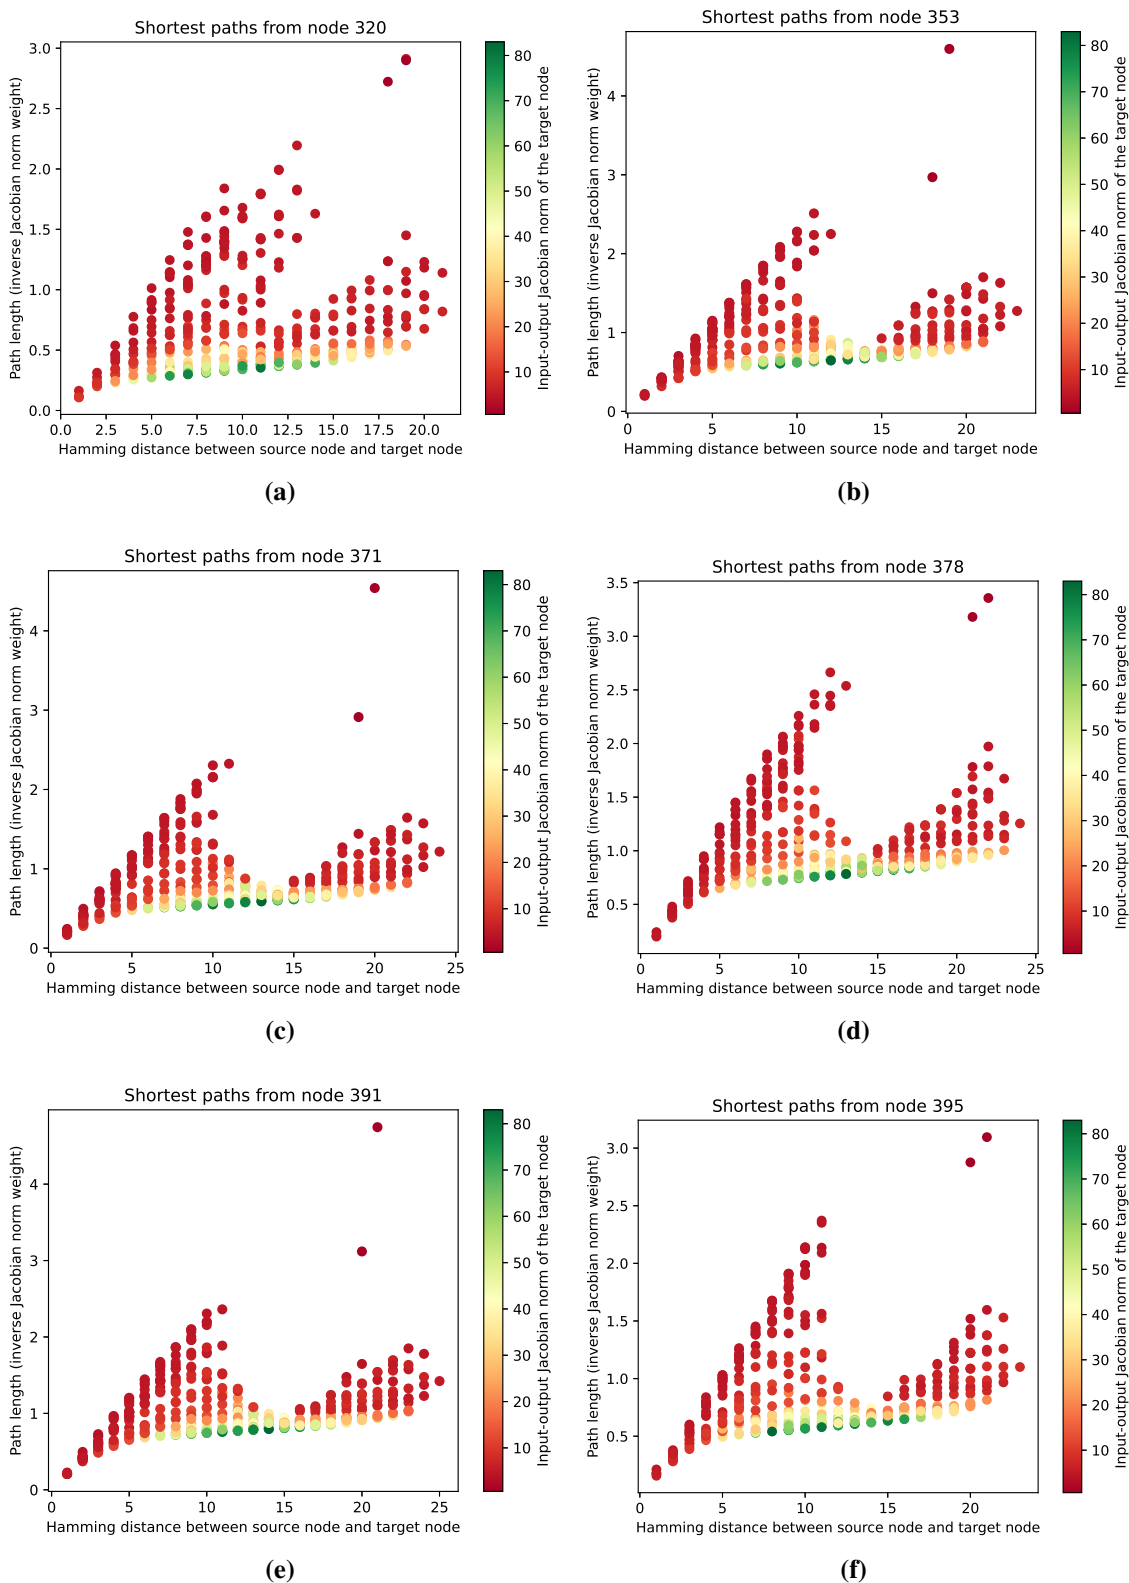 Shortest paths from node 320
Path length (inverse Jacobian norm weight)
3.0
2.5
2.0
1.5
1.0
0.5
0.0
0.0 2.5 5.0 7.5 10.0 12.5 15.0 17.5 20.0
Hamming distance between source node and target node
80
70
60
50
40
30
20
10
Input-output Jacobian norm of the target node
(a)
Shortest paths from node 353
Path length (inverse Jacobian norm weight)
4
3
2
1
0
5 10 15 20
Hamming distance between source node and target node
80
70
60
50
40
30
20
10
Input-output Jacobian norm of the target node
(b)
Shortest paths from node 371
Path length (inverse Jacobian norm weight)
4
3
2
1
0
0 5 10 15 20 25
Hamming distance between source node and target node
80
70
60
50
40
30
20
10
Input-output Jacobian norm of the target node
(c)
Shortest paths from node 378
Path length (inverse Jacobian norm weight)
3.5
3.0
2.5
2.0
1.5
1.0
0.5
0 5 10 15 20 25
Hamming distance between source node and target node
80
70
60
50
40
30
20
10
Input-output Jacobian norm of the target node
(d)
Shortest paths from node 391
Path length (inverse Jacobian norm weight)
4
3
2
1
0
0 5 10 15 20 25
Hamming distance between source node and target node
80
70
60
50
40
30
20
10
Input-output Jacobian norm of the target node
(e)
Shortest paths from node 395
Path length (inverse Jacobian norm weight)
3.0
2.5
2.0
1.5
1.0
0.5
0 5 10 15 20
Hamming distance between source node and target node
80
70
60
50
40
30
20
10
Input-output Jacobian norm of the target node
(f)